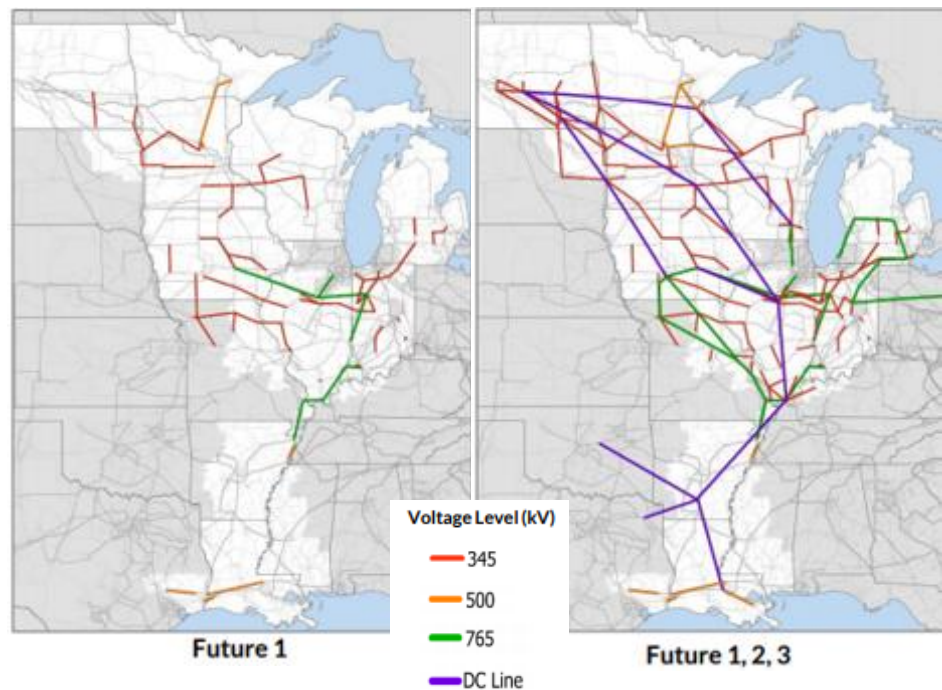 Voltage Level (kV)
345
500
765
DC Line
Future 1
Future 1, 2, 3